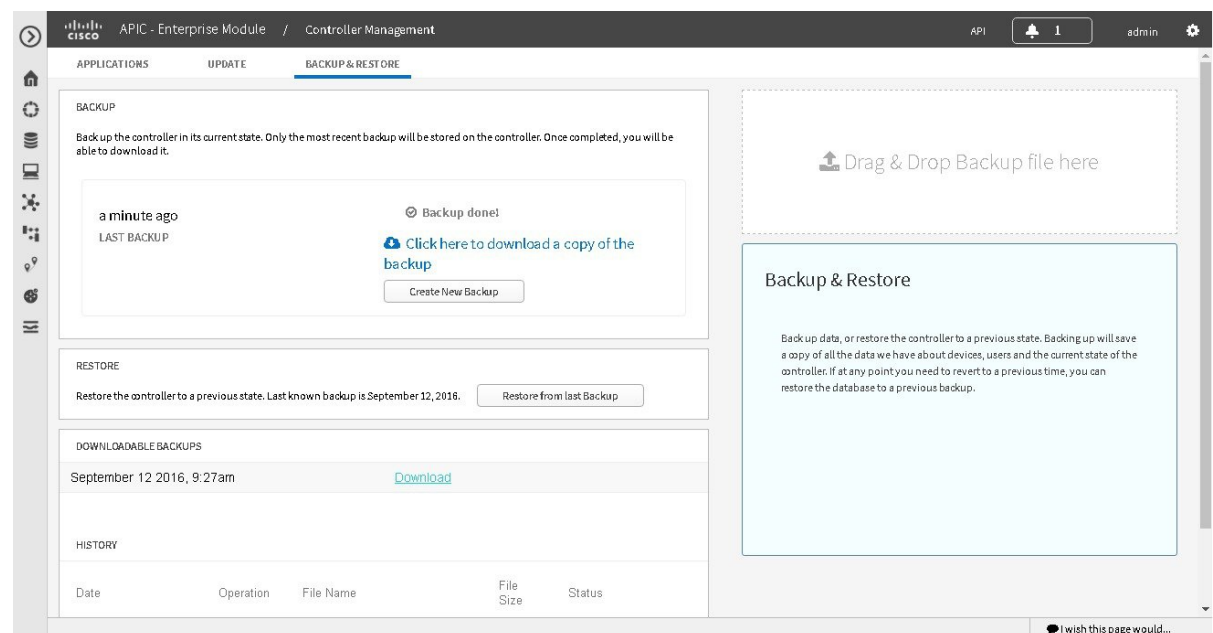 cisco APIC - Enterprise Module / Controller Management API 1 admin
APPLICATIONS UPDATE BACKUP & RESTORE
BACKUP
Back up the controller in its current state. Only the most recent backup will be stored on the controller. Once completed, you will be
able to download it.
a minute ago
LAST BACKUP
Backup done!
Click here to download a copy of the
backup
Create New Backup
RESTORE
Restore the controller to a previous state. Last known backup is September 12, 2016. Restore from last Backup
DOWNLOADABLE BACKUPS
September 12 2016, 9:27am Download
HISTORY
Date Operation File Name File Size Status
Drag & Drop Backup file here
Backup & Restore
Back up data, or restore the controller to a previous state. Backing up will save
a copy of all the data we have about devices, users and the current state of the
controller. If at any point you need to revert to a previous time, you can
restore the database to a previous backup.
I wish this page would...